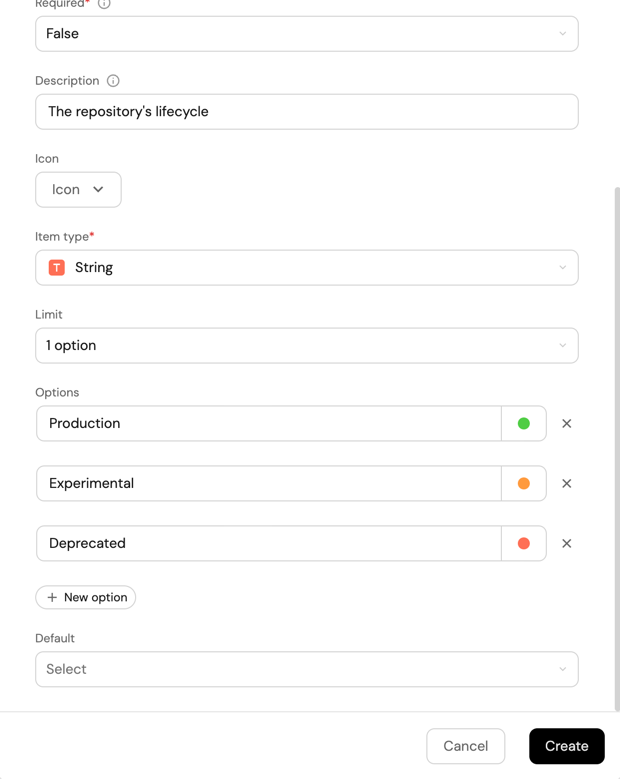 Required*
False
Description
The repository's lifecycle
Icon
Icon
Item type*
T String
Limit
1 option
Options
Production
Experimental
Deprecated
+ New option
Default
Select
Cancel
Create